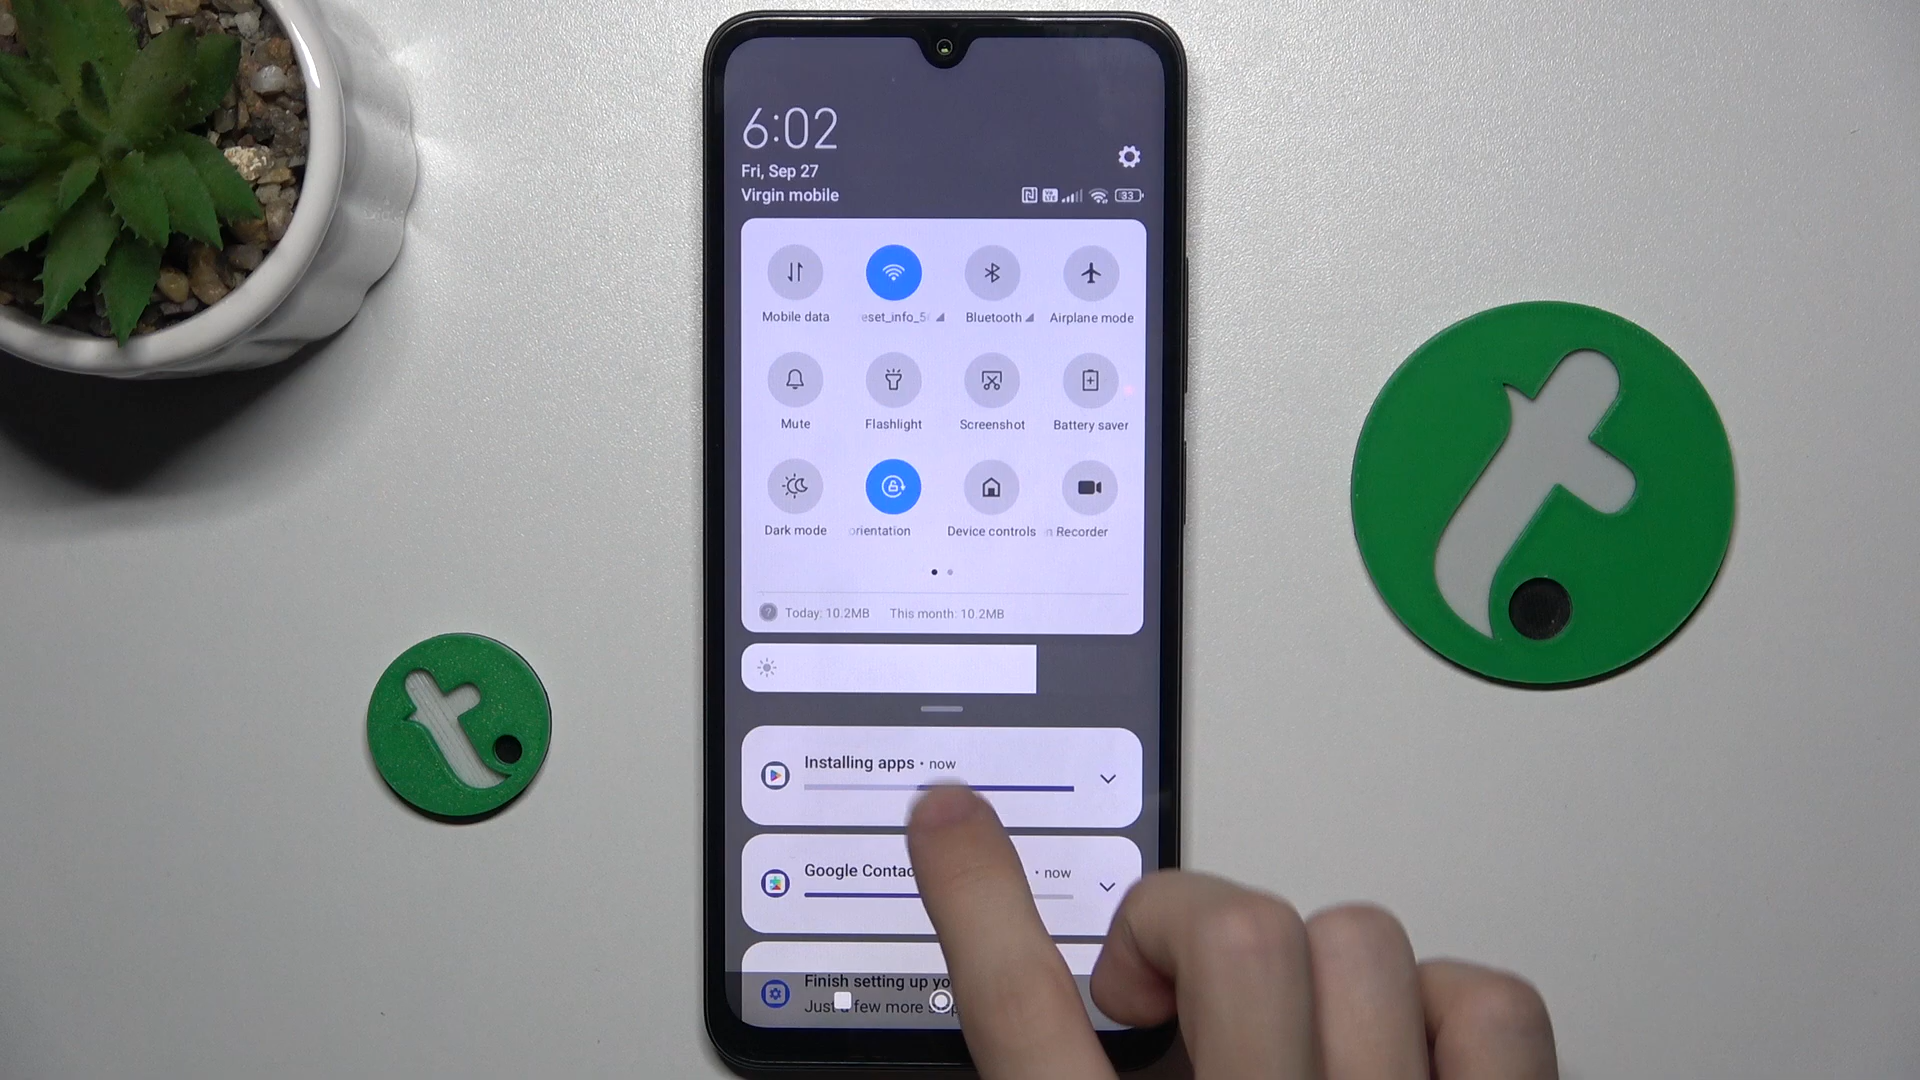 6:02
Fri, Sep 27
Virgin mobile
33
Mobile data
eset_info_5
Bluetooth
Airplane mode
Mute
Flashlight
Screenshot
Battery saver
Dark mode
orientation
Device controls
n Recorder
Today: 10.2MB This month: 10.2MB
Installing apps • now
Google Contac • now
Finish setting up yo
Just a few more